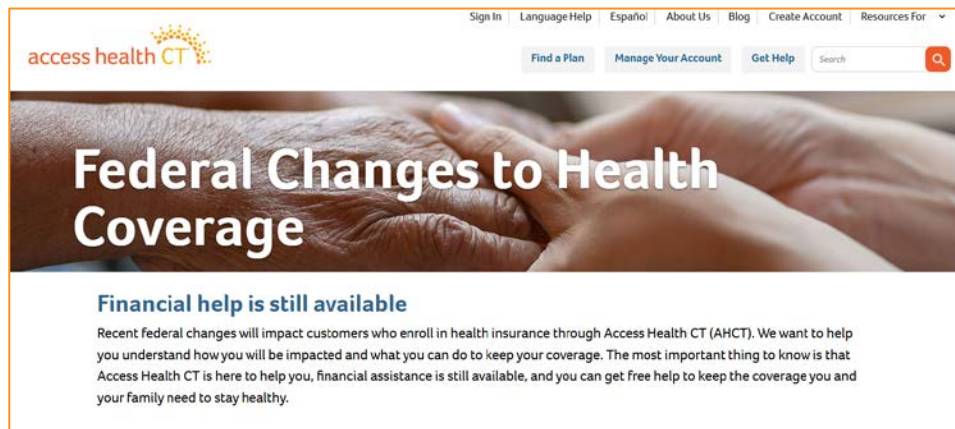 Sign In Language Help Español About Us Blog Create Account Resources For
access health CT
Find a Plan Manage Your Account Get Help Search
Federal Changes to Health
Coverage
Financial help is still available
Recent federal changes will impact customers who enroll in health insurance through Access Health CT (AHCT). We want to help
you understand how you will be impacted and what you can do to keep your coverage. The most important thing to know is that
Access Health CT is here to help you, financial assistance is still available, and you can get free help to keep the coverage you and
your family need to stay healthy.